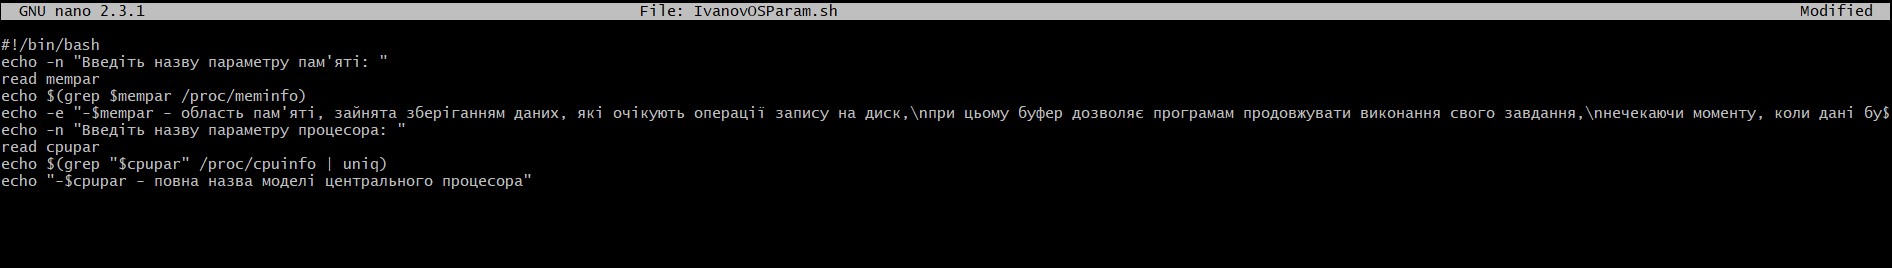 GNU nano 2.3.1 File: IvanovOSParam.sh Modified
#!/bin/bash
echo -n "Введіть назву параметру пам'яті: "
read mempar
echo $(grep $mempar /proc/meminfo)
echo -e "-$mempar - область пам'яті, зайнята зберіганням даних, які очікують операції запису на диск,\nпри цьому буфер дозволяє програмам продовжувати виконання свого завдання,\nнечекаючи моменту, коли дані бу$
echo -n "Введіть назву параметру процесора: "
read cpupar
echo $(grep "$cpupar" /proc/cpuinfo | uniq)
echo "-$cpupar - повна назва моделі центрального процесора"